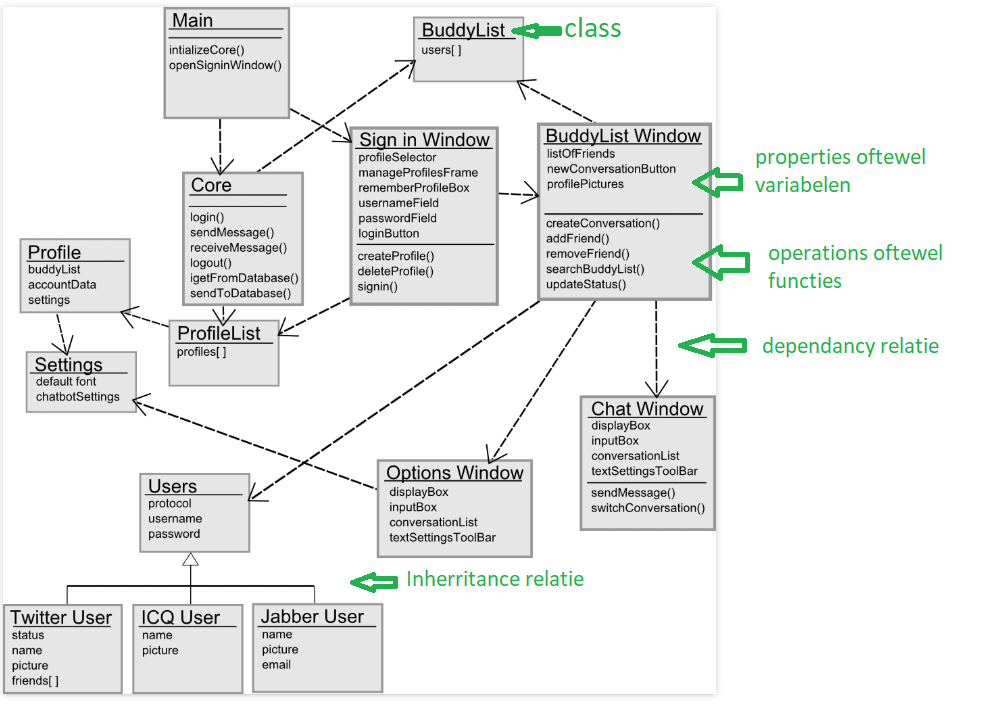 Main
intializeCore()
openSigninWindow()
BuddyList
users[ ]
class
Sign in Window
profileSelector
manageProfilesFrame
rememberProfileBox
usernameField
passwordField
loginButton
createProfile()
deleteProfile()
signin()
BuddyList Window
listOfFriends
newConversationButton
profilePictures
createConversation()
addFriend()
removeFriend()
searchBuddyList()
updateStatus()
properties oftewel
variabelen
operations oftewel
functies
Core
login()
sendMessage()
receiveMessage()
logout()
igetFromDatabase()
sendToDatabase()
Profile
buddyList
accountData
settings
ProfileList
profiles[ ]
Settings
default font
chatbotSettings
dependancy relatie
Chat Window
displayBox
inputBox
conversationList
textSettingsToolBar
sendMessage()
switchConversation()
Options Window
displayBox
inputBox
conversationList
textSettingsToolBar
Users
protocol
username
password
Inherritance relatie
Twitter User
status
name
picture
friends[ ]
ICQ User
name
picture
Jabber User
name
picture
email